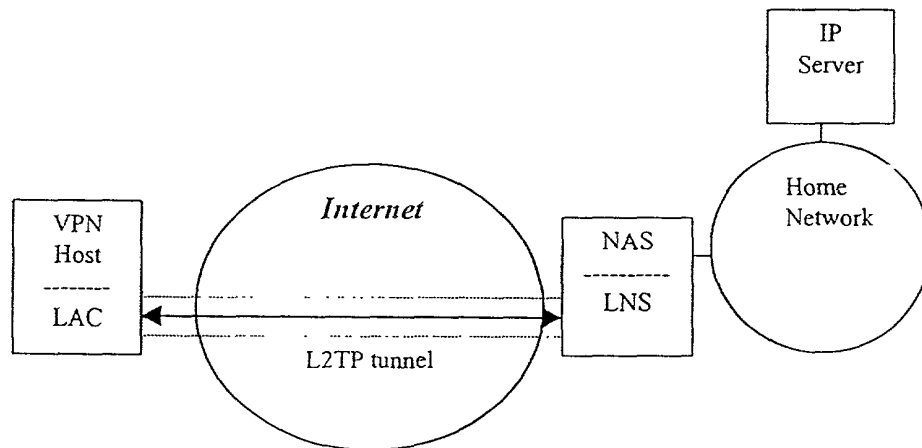 IP
Server
Home
Network
Internet
VPN
Host
LAC
NAS
LNS
L2TP tunnel